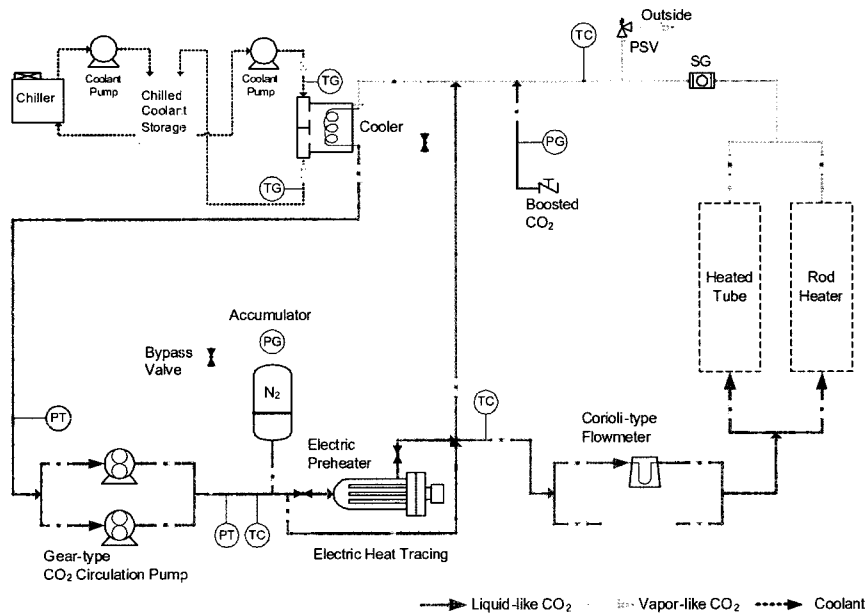 Outside
TC
PSV
SG
Chiller
Coolant
Pump
Chilled
Coolant
Storage
Coolant
Pump
TG
Cooler
TG
PG
Boosted
CO₂
Heated
Tube
Rod
Heater
Accumulator
PG
Bypass
Valve
N₂
PT
TC
Electric
Preheater
Corioli-type
Flowmeter
PT
TC
Gear-type
CO₂ Circulation Pump
Electric Heat Tracing
Liquid-like CO₂
Vapor-like CO₂
Coolant